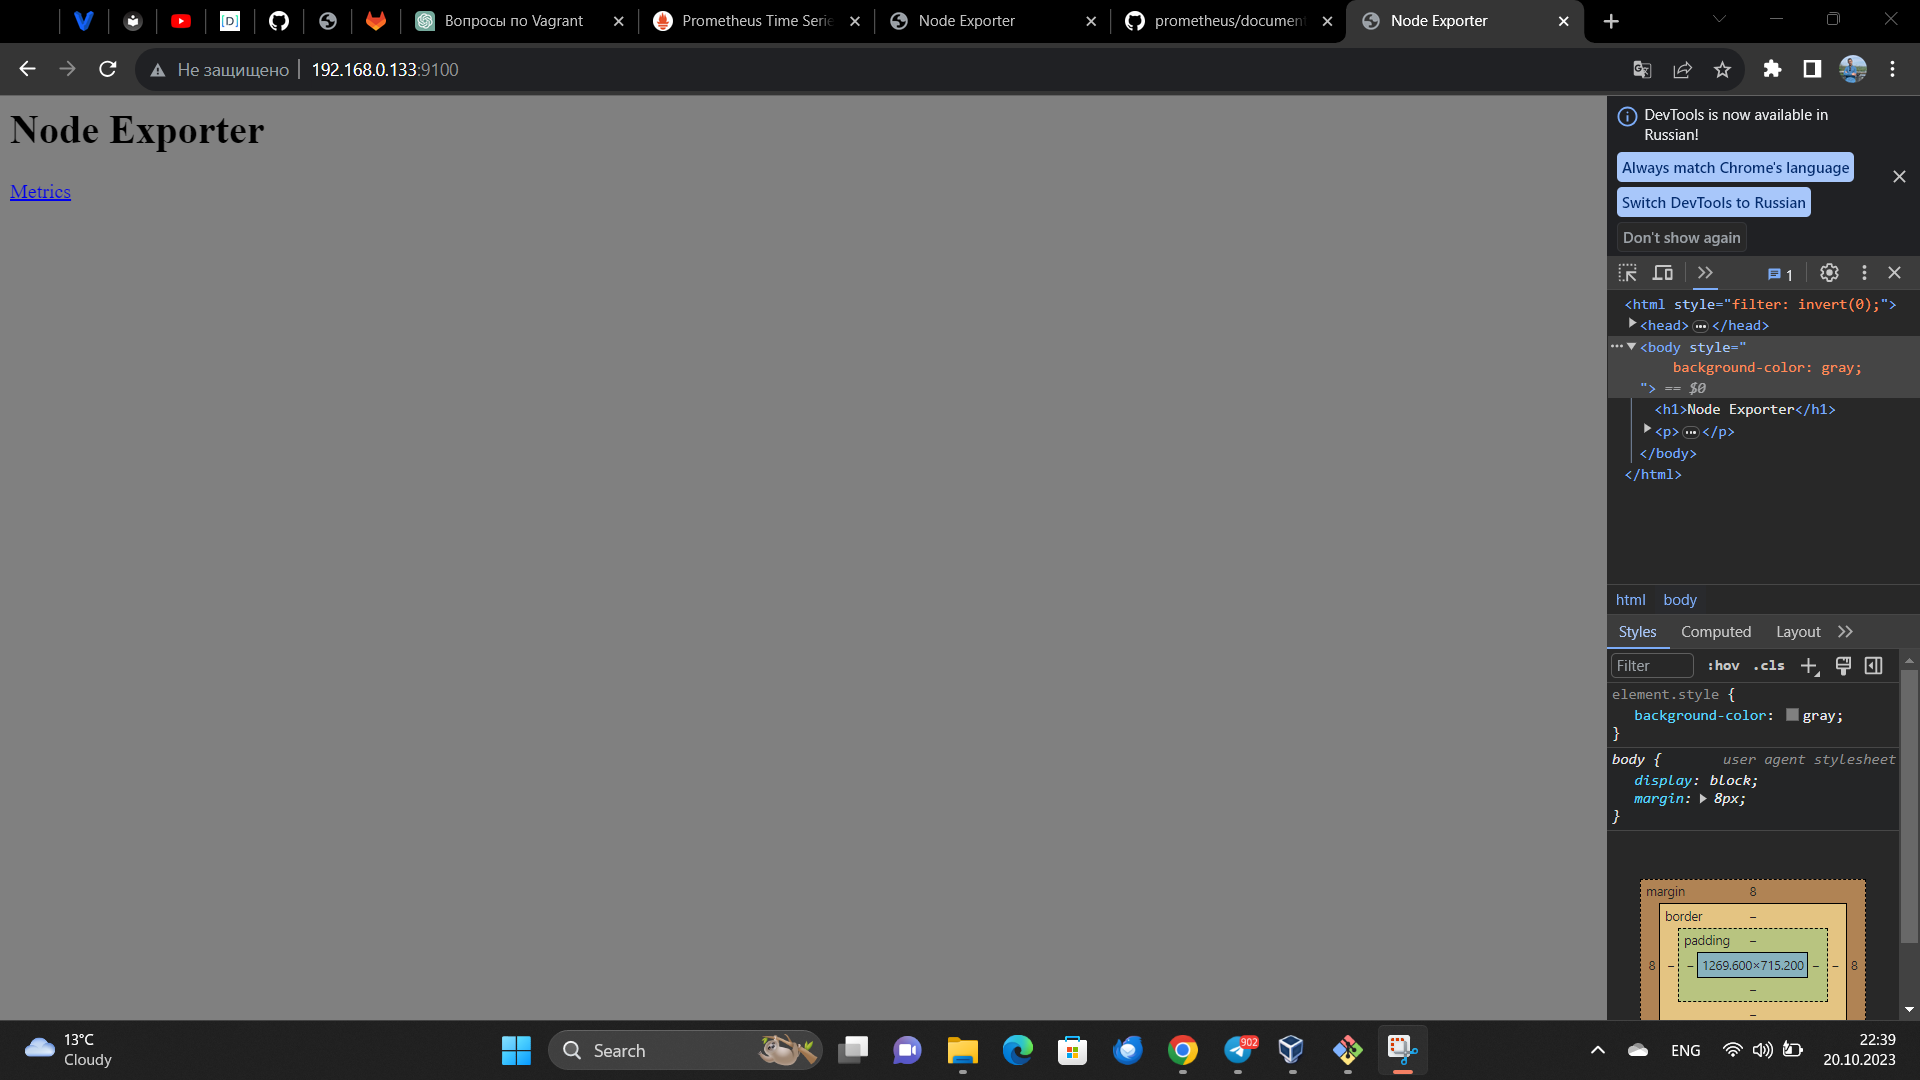 Вопросы по Vagrant
Prometheus Time Serie
Node Exporter
prometheus/document
Node Exporter
Не защищено
192.168.0.133:9100
Node Exporter
Metrics
DevTools is now available in
Russian!
Always match Chrome's language
Switch DevTools to Russian
Don't show again
1
<html style="filter: invert(0);">
<head>…</head>
<body style="
background-color: gray;
"> == $0
<h1>Node Exporter</h1>
<p>…</p>
</body>
</html>
html body
Styles Computed Layout
Filter :hov .cls
element.style {
background-color: gray;
}
body { user agent stylesheet
display: block;
margin: 8px;
}
margin 8
border –
padding –
8 – – 1269.600×715.200 – – 8
–
–
13°C
Cloudy
Search
902
ENG
22:39
20.10.2023